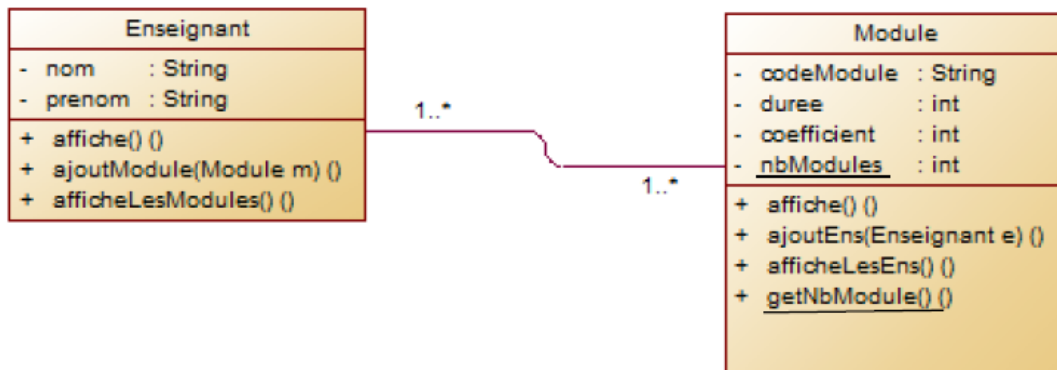 Enseignant
- nom : String
- prenom : String
+ affiche() ()
+ ajoutModule(Module m) ()
+ afficheLesModules() ()
1..*
1..*
Module
- codeModule : String
- duree : int
- coefficient : int
- nbModules : int
+ affiche() ()
+ ajoutEns(Enseignant e) ()
+ afficheLesEns() ()
+ getNbModule() ()